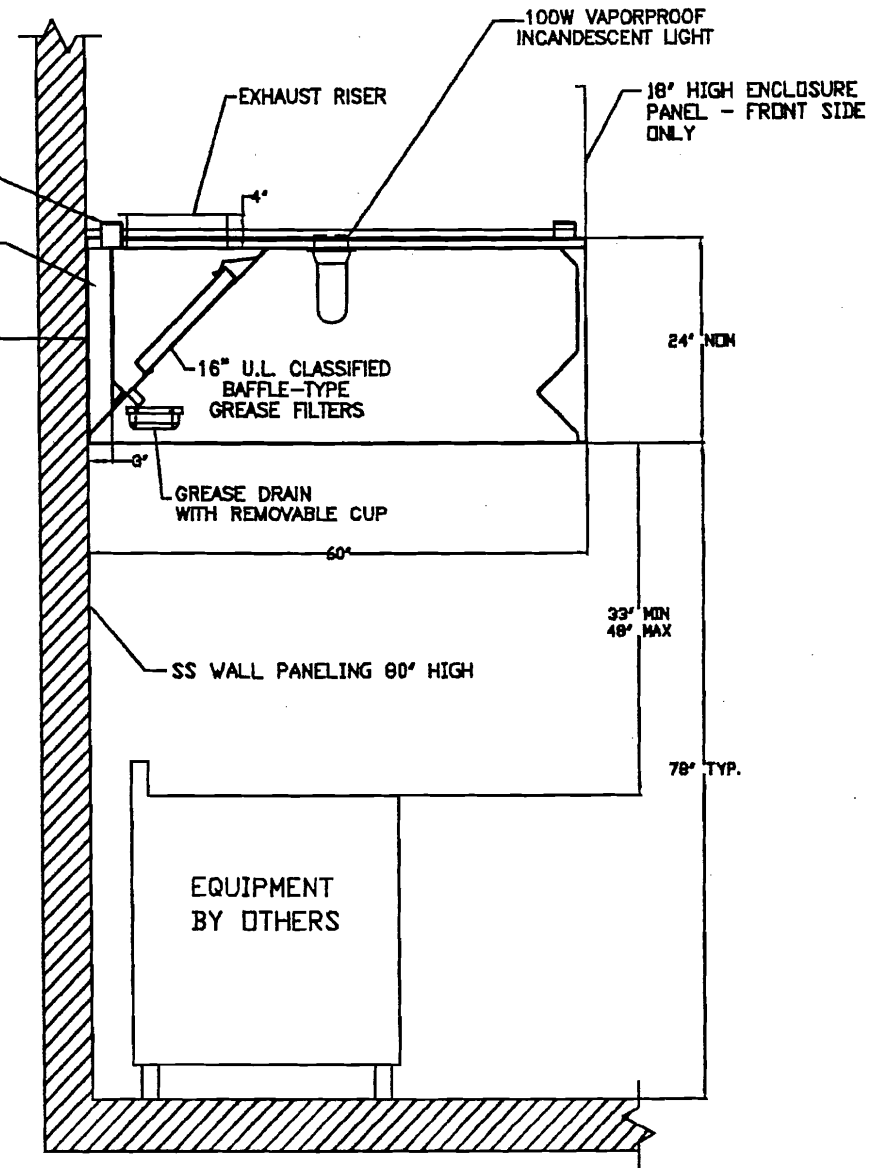 100W VAPORPROOF
INCANDESCENT LIGHT
EXHAUST RISER
18" HIGH ENCLOSURE
PANEL - FRONT SIDE
ONLY
4"
24" NOM
16" U.L. CLASSIFIED
BAFFLE-TYPE
GREASE FILTERS
3"
GREASE DRAIN
WITH REMOVABLE CUP
60"
33" MIN
48" MAX
SS WALL PANELING 80" HIGH
78" TYP.
EQUIPMENT
BY OTHERS